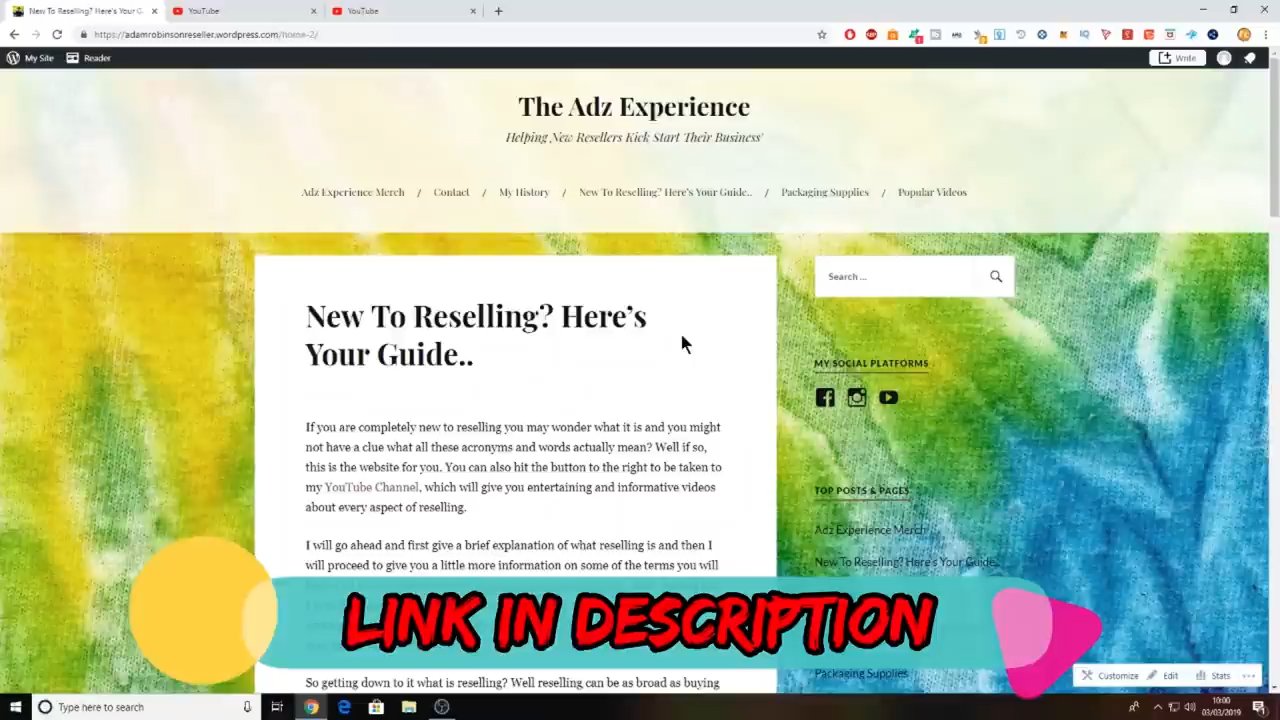 New To Reselling? Here's Your G
YouTube
YouTube
https://adamrobinsonreseller.wordpress.com/home-2/
My Site
Reader
Write
The Adz Experience
Helping New Resellers Kick Start Their Business'
Adz Experience Merch / Contact / My History / New To Reselling? Here's Your Guide.. / Packaging Supplies / Popular Videos
Search ...
New To Reselling? Here's
Your Guide..
MY SOCIAL PLATFORMS
If you are completely new to reselling you may wonder what it is and you might
not have a clue what all these acronyms and words actually mean? Well if so,
this is the website for you. You can also hit the button to the right to be taken to
my YouTube Channel, which will give you entertaining and informative videos
about every aspect of reselling.
TOP POSTS & PAGES
Adz Experience Merch
New To Reselling? Here's Your Guide..
I will go ahead and first give a brief explanation of what reselling is and then I
will proceed to give you a little more information on some of the terms you will
LINK IN DESCRIPTION
Packaging Supplies
So getting down to it what is reselling? Well reselling can be as broad as buying
Customize
Edit
Stats
Type here to search
10:00
03/03/2019